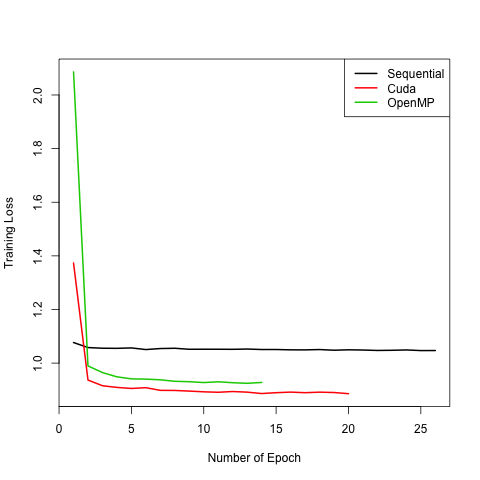 Sequential
Cuda
OpenMP
Training Loss
2.0
1.8
1.6
1.4
1.2
1.0
0 5 10 15 20 25
Number of Epoch